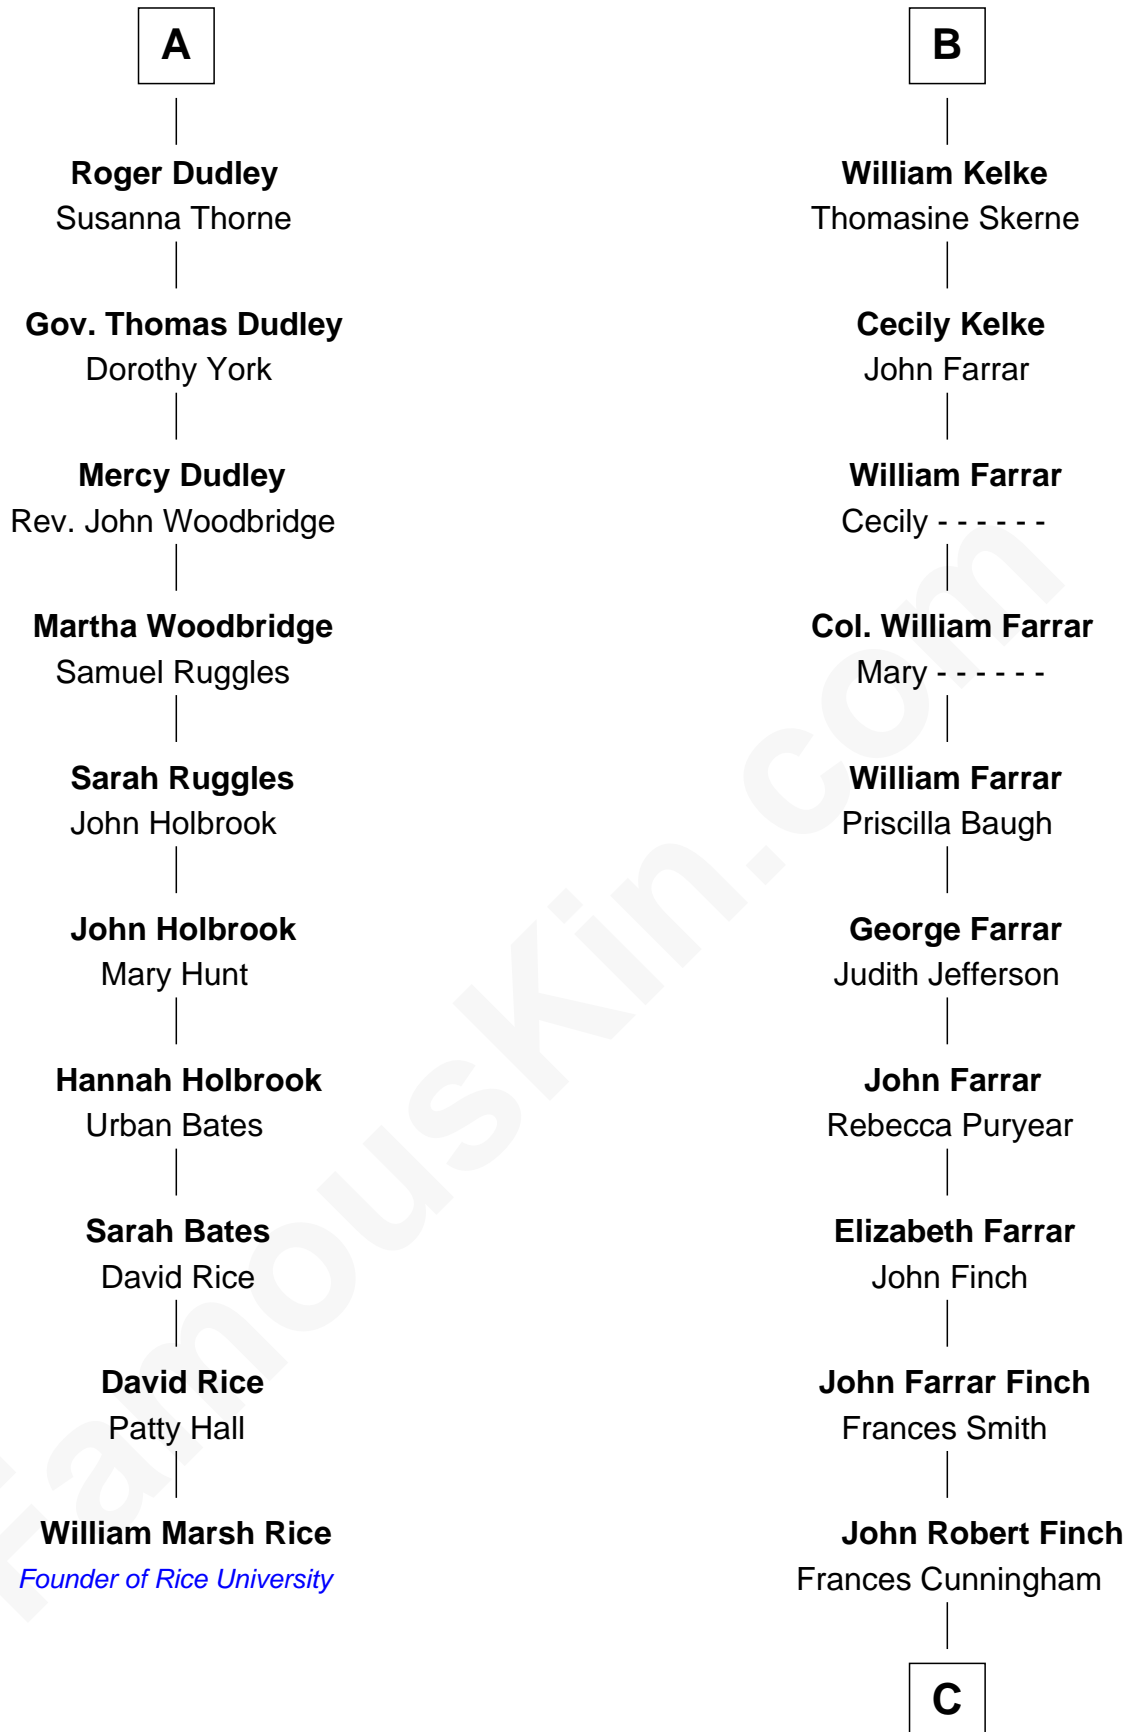 A
Roger Dudley
Susanna Thorne
Gov. Thomas Dudley
Dorothy York
Mercy Dudley
Rev. John Woodbridge
Martha Woodbridge
Samuel Ruggles
Sarah Ruggles
John Holbrook
John Holbrook
Mary Hunt
Hannah Holbrook
Urban Bates
Sarah Bates
David Rice
David Rice
Patty Hall
William Marsh Rice
Founder of Rice University
B
William Kelke
Thomasine Skerne
Cecily Kelke
John Farrar
William Farrar
Cecily - - - - - -
Col. William Farrar
Mary - - - - - -
William Farrar
Priscilla Baugh
George Farrar
Judith Jefferson
John Farrar
Rebecca Puryear
Elizabeth Farrar
John Finch
John Farrar Finch
Frances Smith
John Robert Finch
Frances Cunningham
C
FamousKin.com